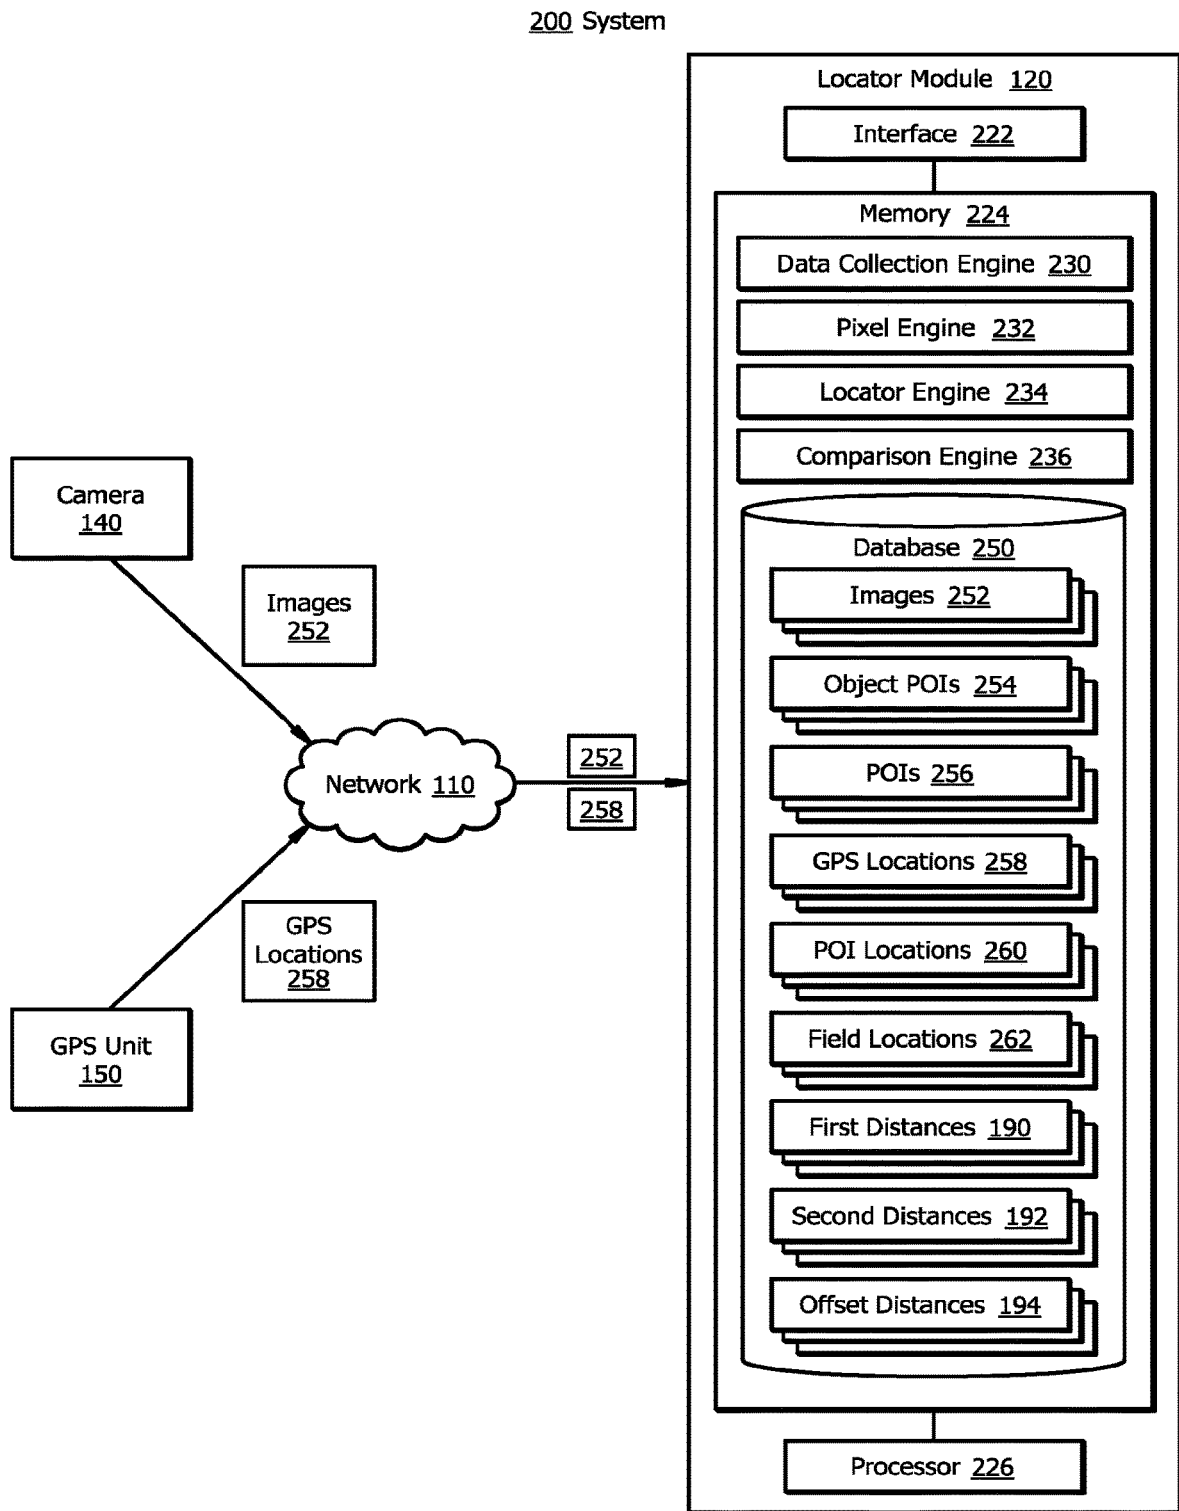 200 System
Locator Module 120
Interface 222
Memory 224
Data Collection Engine 230
Pixel Engine 232
Locator Engine 234
Comparison Engine 236
Camera
140
Images
252
Network 110
252
258
GPS
Locations
258
GPS Unit
150
Database 250
Images 252
Object POIs 254
POIs 256
GPS Locations 258
POI Locations 260
Field Locations 262
First Distances 190
Second Distances 192
Offset Distances 194
Processor 226